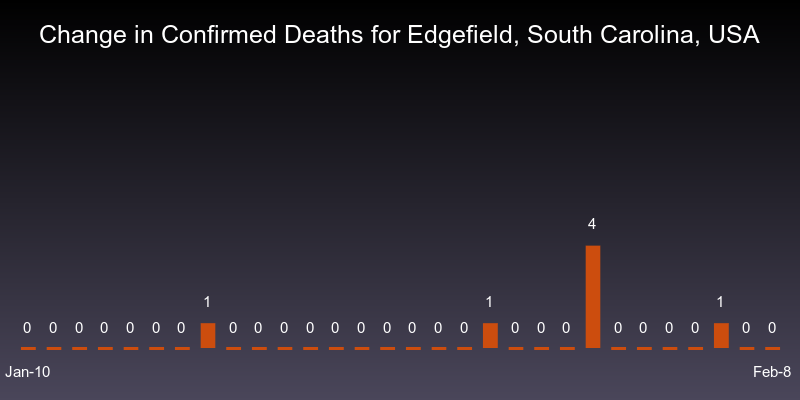 Change in Confirmed Deaths for Edgefield, South Carolina, USA
4
1 1 1
0 0 0 0 0 0 0 0 0 0 0 0 0 0 0 0 0 0 0 0 0 0 0 0 0 0
Jan-10 Feb-8